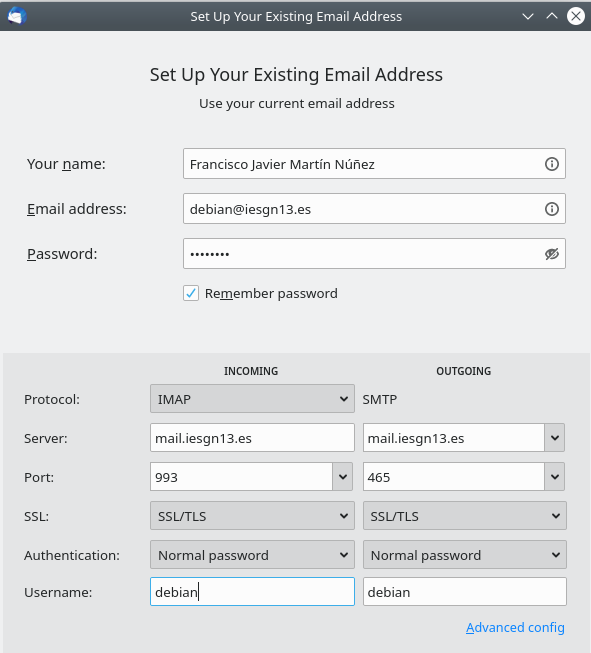 Set Up Your Existing Email Address
Set Up Your Existing Email Address
Use your current email address
Your name: Francisco Javier Martín Núñez
Email address: debian@iesgn13.es
Password: ••••••••
Remember password
INCOMING OUTGOING
Protocol: IMAP SMTP
Server: mail.iesgn13.es mail.iesgn13.es
Port: 993 465
SSL: SSL/TLS SSL/TLS
Authentication: Normal password Normal password
Username: debian debian
Advanced config